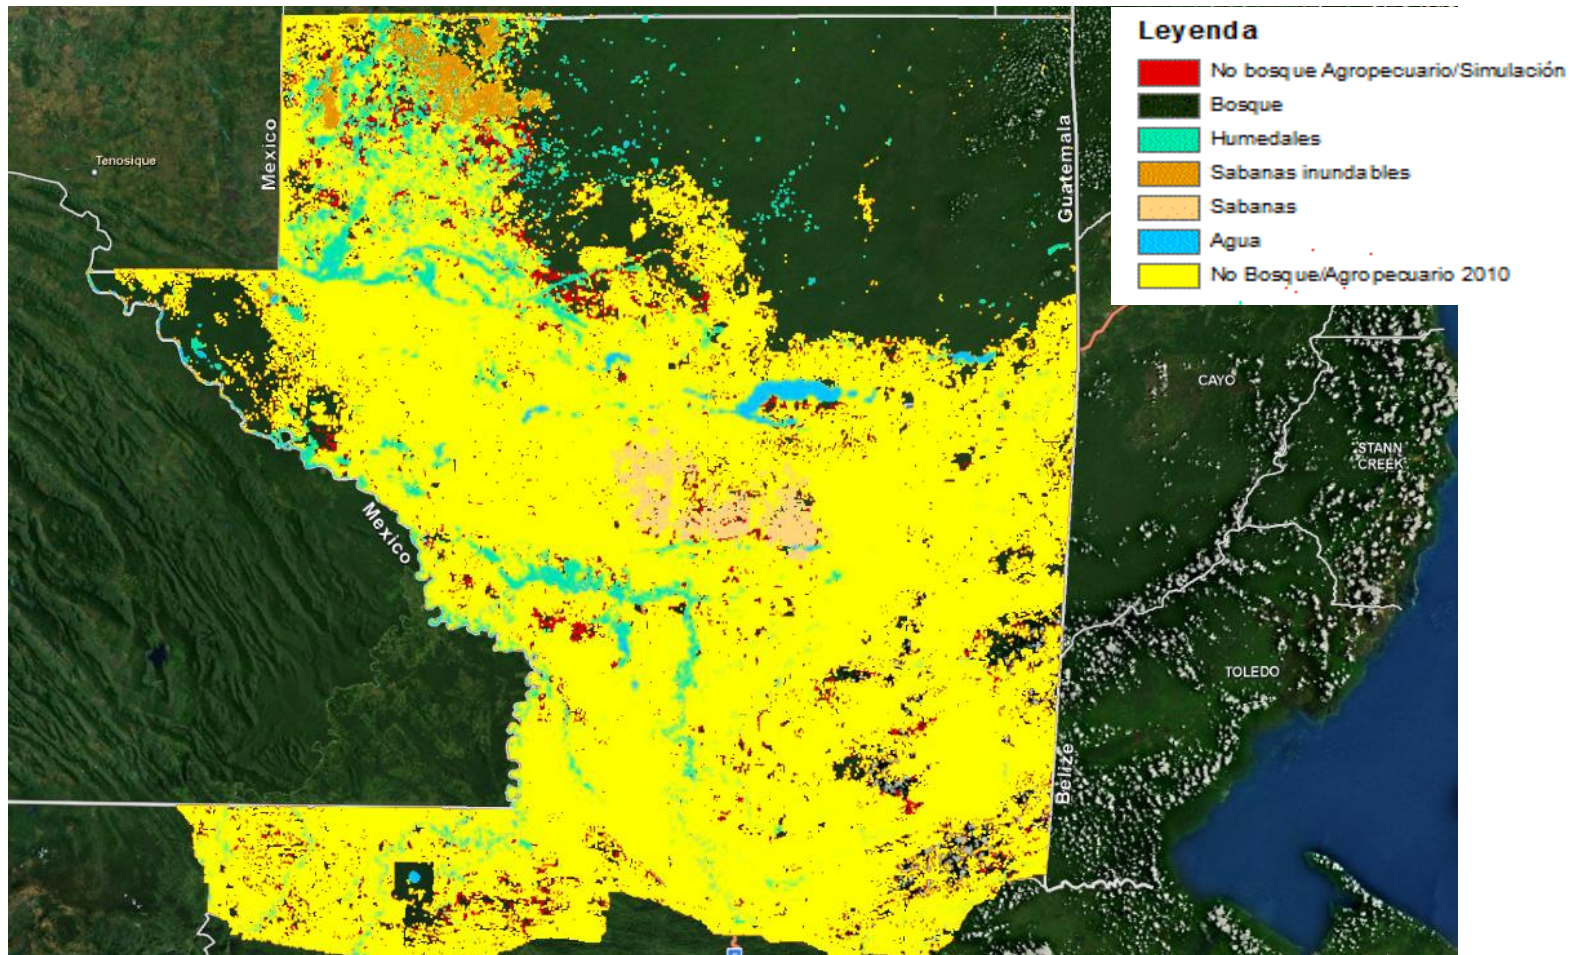 Leyenda
No bosque Agropecuario/Simulación
Bosque
Humedales
Sabanas inundables
Sabanas
Agua
No Bosque/Agropecuario 2010
Tenosique
Mexico
Guatemala
CAYO
STANN
CREEK
Mexico
TOLEDO
Belize